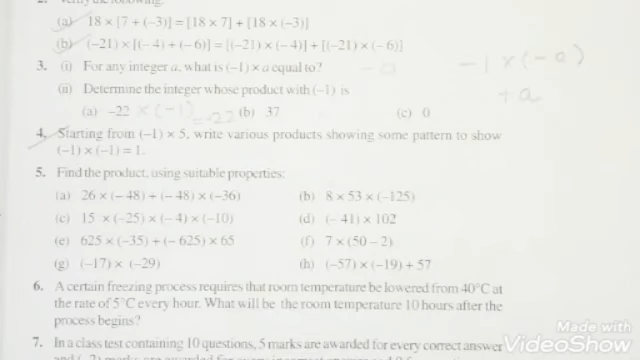 2. Verify the following:
(a) 18 × [7 + (–3)] = [18 × 7] + [18 × (–3)]
(b) (–21) × [(– 4) + (– 6)] = [(–21) × (– 4)] + [(–21) × (– 6)]
3. (i) For any integer a, what is (–1) × a equal to? – a
–1 × (– a)
(ii) Determine the integer whose product with (–1) is
+ a
(a) –22 × (-1) = 22 (b) 37 (c) 0
4. Starting from (–1) × 5, write various products showing some pattern to show
(–1) × (–1) = 1.
5. Find the product, using suitable properties:
(a) 26 × (– 48) + (– 48) × (–36) (b) 8 × 53 × (–125)
(c) 15 × (–25) × (– 4) × (–10) (d) (– 41) × 102
(e) 625 × (–35) + (– 625) × 65 (f) 7 × (50 – 2)
(g) (–17) × (–29) (h) (–57) × (–19) + 57
6. A certain freezing process requires that room temperature be lowered from 40°C at
the rate of 5°C every hour. What will be the room temperature 10 hours after the
process begins?
7. In a class test containing 10 questions, 5 marks are awarded for every correct answer
Made with
VideoShow